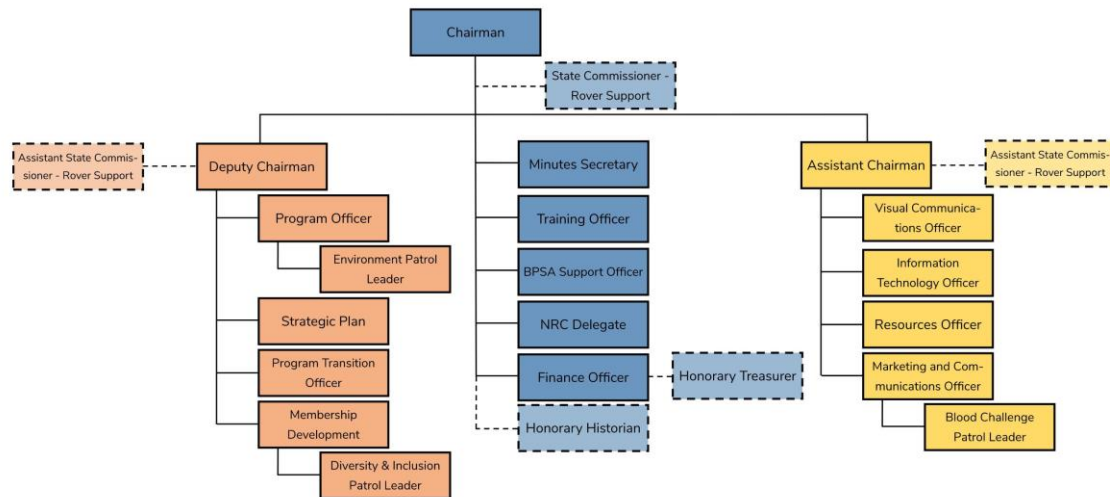 Chairman
State Commissioner -
Rover Support
Assistant State Commis-
sioner - Rover Support
Deputy Chairman
Program Officer
Environment Patrol
Leader
Strategic Plan
Program Transition
Officer
Membership
Development
Diversity & Inclusion
Patrol Leader
Minutes Secretary
Training Officer
BPSA Support Officer
NRC Delegate
Finance Officer
Honorary Treasurer
Honorary Historian
Assistant Chairman
Assistant State Commis-
sioner - Rover Support
Visual Communica-
tions Officer
Information
Technology Officer
Resources Officer
Marketing and Com-
munications Officer
Blood Challenge
Patrol Leader